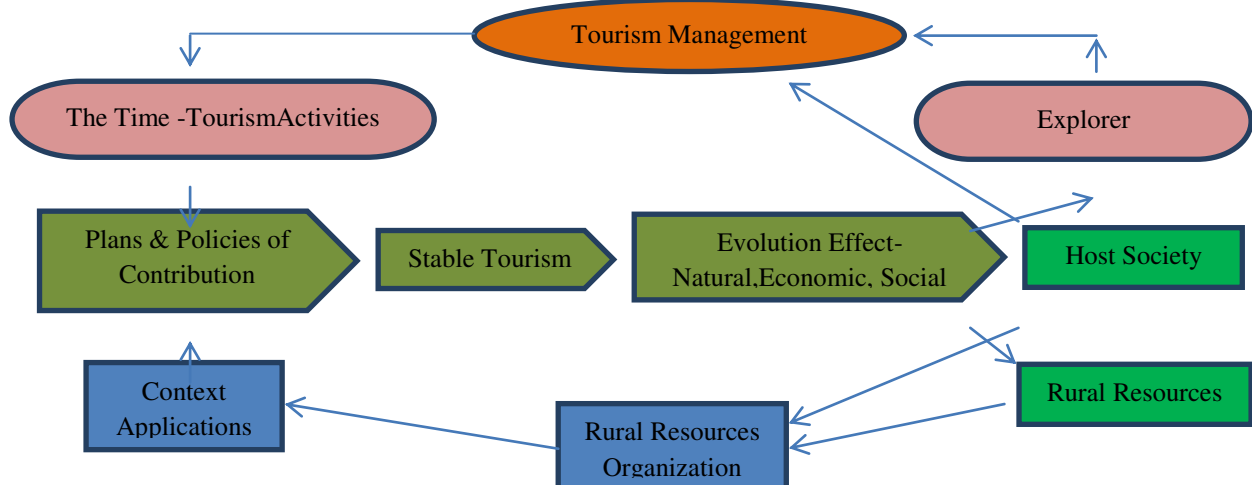 Tourism Management
The Time -TourismActivities
Explorer
Plans & Policies of
Contribution
Stable Tourism
Evolution Effect-
Natural,Economic, Social
Host Society
Context
Applications
Rural Resources
Organization
Rural Resources